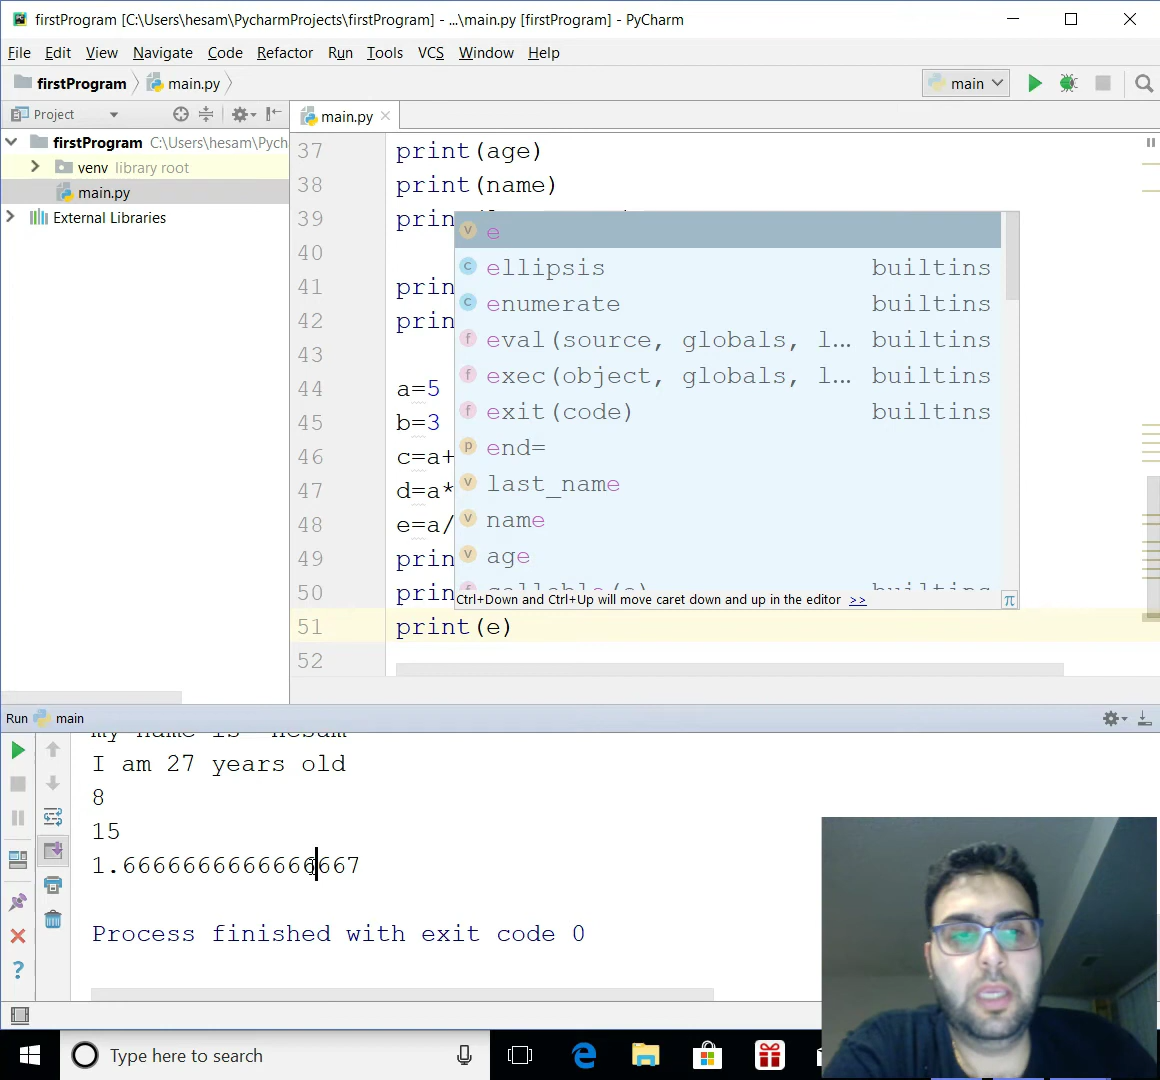 firstProgram [C:\Users\hesam\PycharmProjects\firstProgram] - ...\main.py [firstProgram] - PyCharm
File Edit View Navigate Code Refactor Run Tools VCS Window Help
firstProgram main.py main
Project main.py
firstProgram C:\Users\hesam\Pych
venv library root
main.py
External Libraries
37 print(age)
38 print(name)
39 prin
40
41 prin
42 prin
43
44 a=5
45 b=3
46 c=a+
47 d=a*
48 e=a/
49 prin
50 prin
51 print(e)
52
e
ellipsis builtins
enumerate builtins
eval(source, globals, l... builtins
exec(object, globals, l... builtins
exit(code) builtins
end=
last_name
name
age
Ctrl+Down and Ctrl+Up will move caret down and up in the editor >> π
Run main
my name is hesam
I am 27 years old
8
15
1.6666666666666667
Process finished with exit code 0
Type here to search